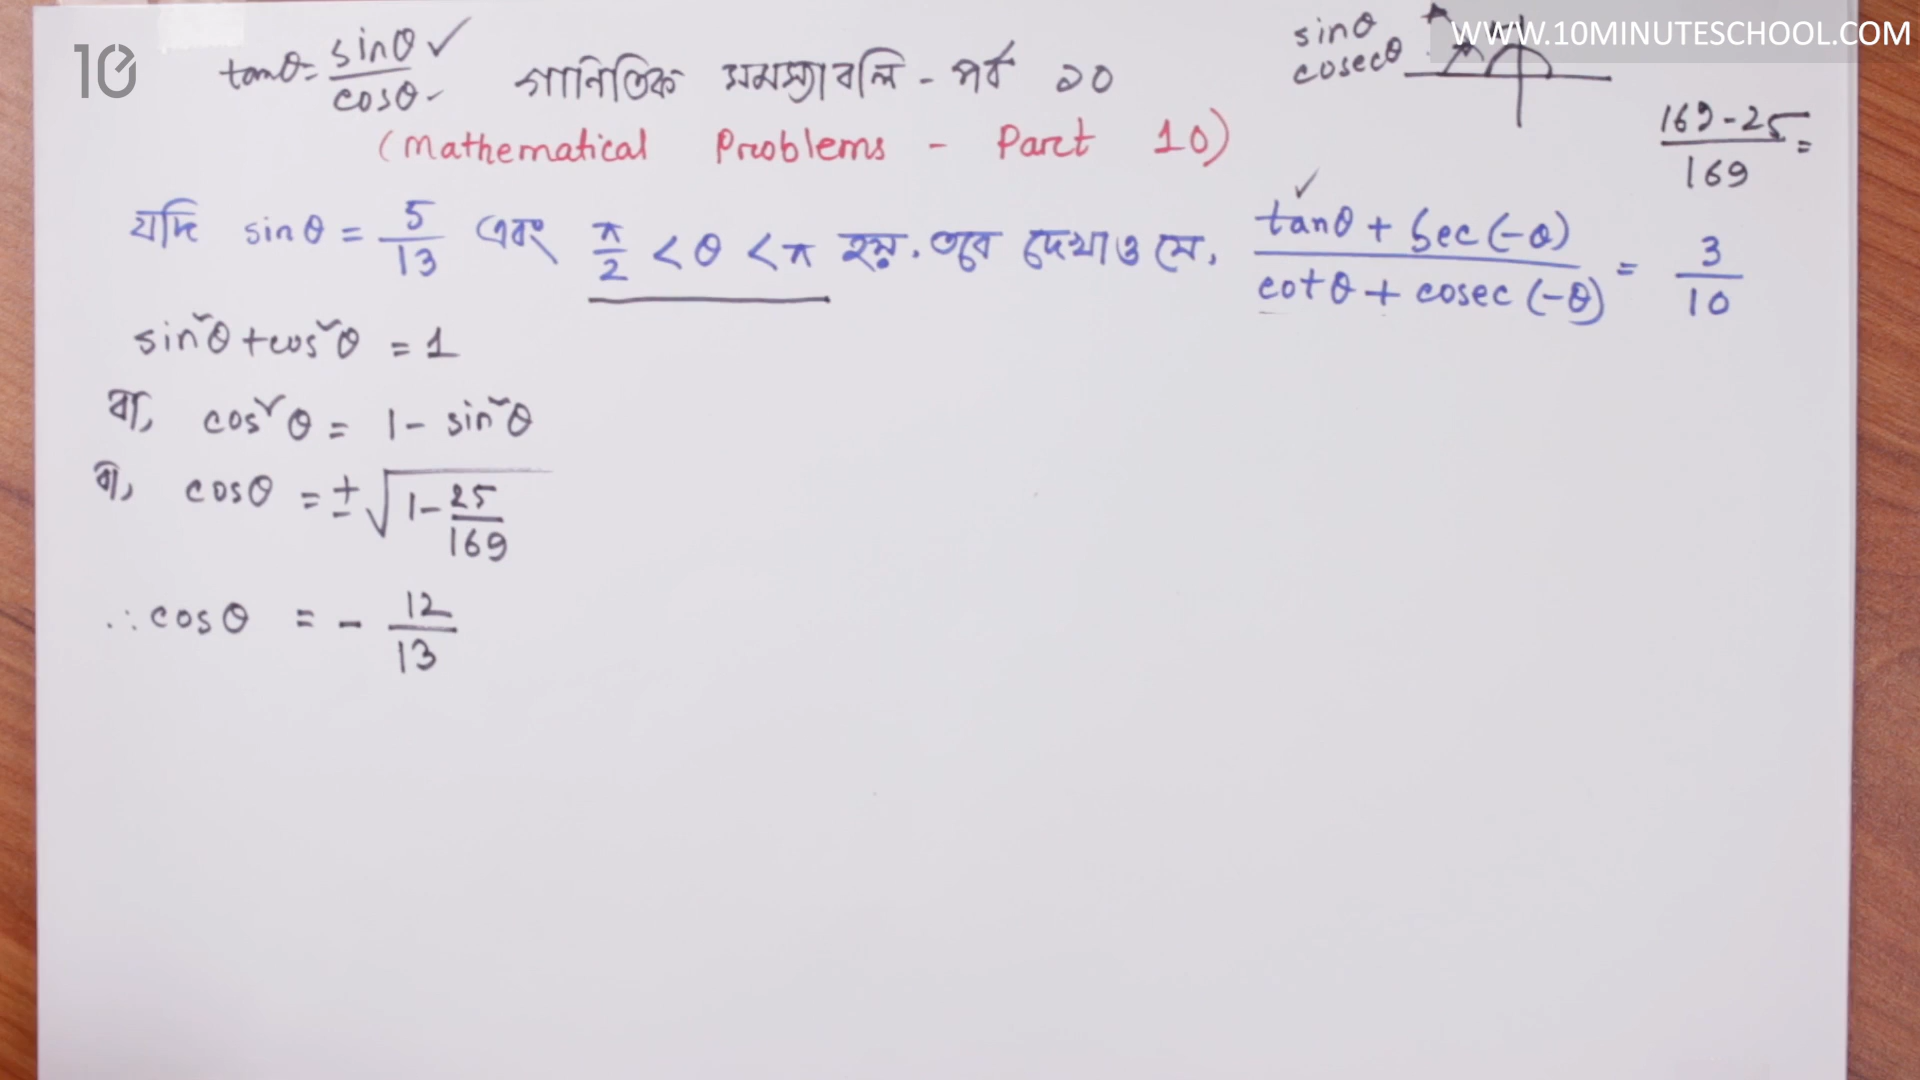 10
WWW.10MINUTESCHOOL.COM
tanθ = sinθ/cosθ ✓
গানিতিক সমস্যাবলি - পর্ব ১০
sinθ
cosecθ
(Mathematical Problems - Part 10)
169-25/169 =
যদি sinθ = 5/13 এবং π/2 < θ < π হয়, তবে দেখাও যে, tanθ + sec(-θ)/cotθ + cosec(-θ) = 3/10
sin²θ + cos²θ = 1
বা, cos²θ = 1 - sin²θ
বা, cosθ = ±√1 - 25/169
∴ cosθ = - 12/13